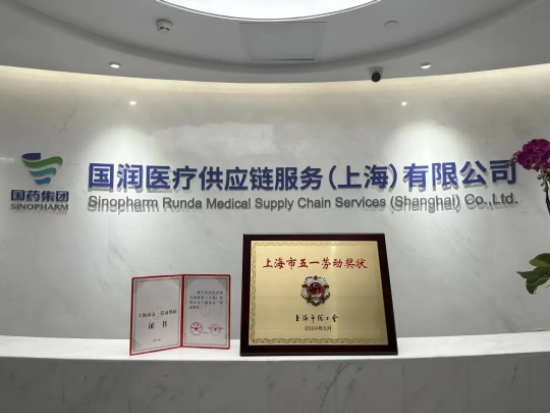 国药集团
SINOPHARM
国润医疗供应链服务(上海)有限公司
Sinopharm Runda Medical Supply Chain Services (Shanghai) Co.,Ltd.
上海市五一劳动奖状
上海市总工会
2024年5月
证书